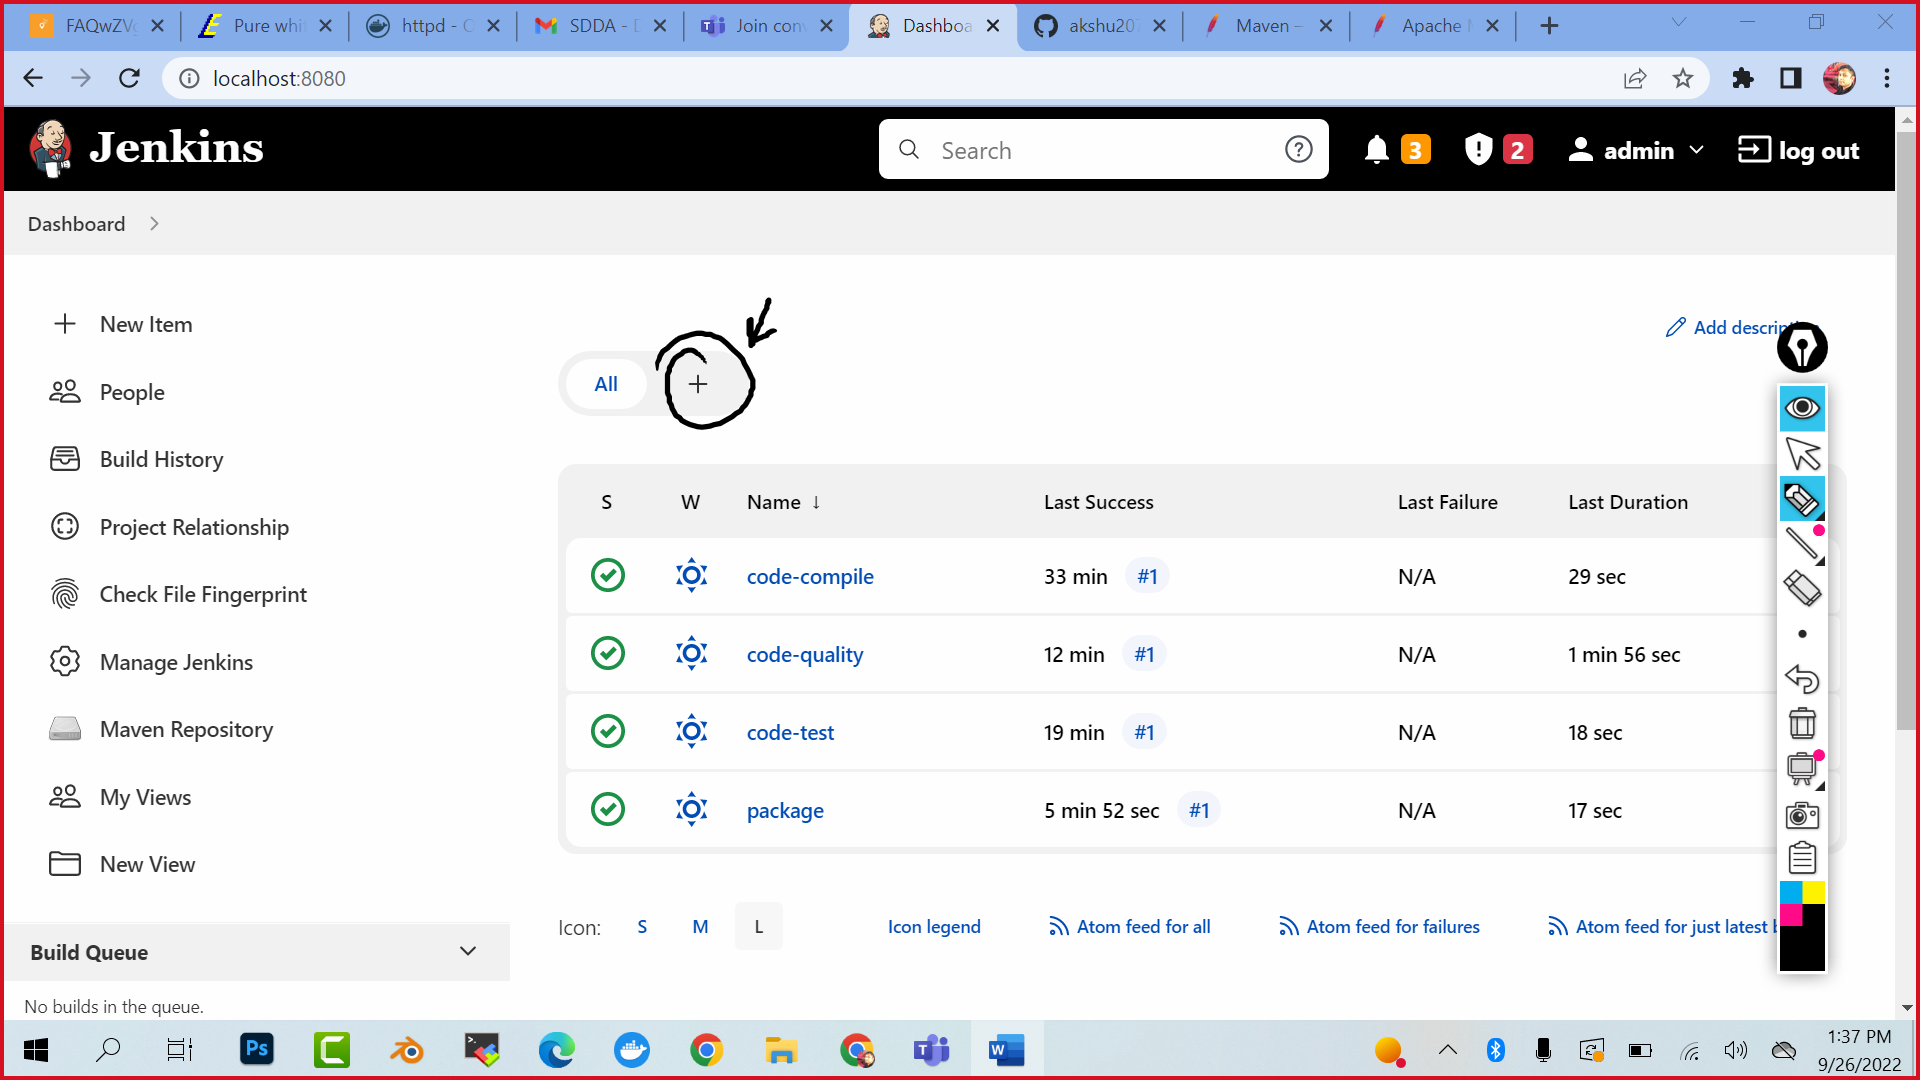 FAQwZVg
Pure whit
httpd -
SDDA -
Join conv
Dashboa
akshu207
Maven –
Apache
localhost:8080
Jenkins
Search
3
2
admin
log out
Dashboard
New Item
People
Build History
Project Relationship
Check File Fingerprint
Manage Jenkins
Maven Repository
My Views
New View
Build Queue
No builds in the queue.
Add descripti
All
S W Name ↓ Last Success Last Failure Last Duration
code-compile 33 min #1 N/A 29 sec
code-quality 12 min #1 N/A 1 min 56 sec
code-test 19 min #1 N/A 18 sec
package 5 min 52 sec #1 N/A 17 sec
Icon: S M L Icon legend Atom feed for all Atom feed for failures Atom feed for just latest b
Ps
1:37 PM
9/26/2022